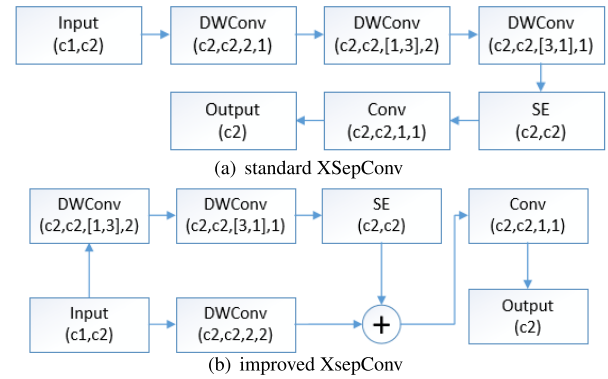 Input
(c1,c2)
DWConv
(c2,c2,2,1)
DWConv
(c2,c2,[1,3],2)
DWConv
(c2,c2,[3,1],1)
Output
(c2)
Conv
(c2,c2,1,1)
SE
(c2,c2)
(a) standard XSepConv
DWConv
(c2,c2,[1,3],2)
DWConv
(c2,c2,[3,1],1)
SE
(c2,c2)
Conv
(c2,c2,1,1)
Input
(c1,c2)
DWConv
(c2,c2,2,2)
+
Output
(c2)
(b) improved XsepConv